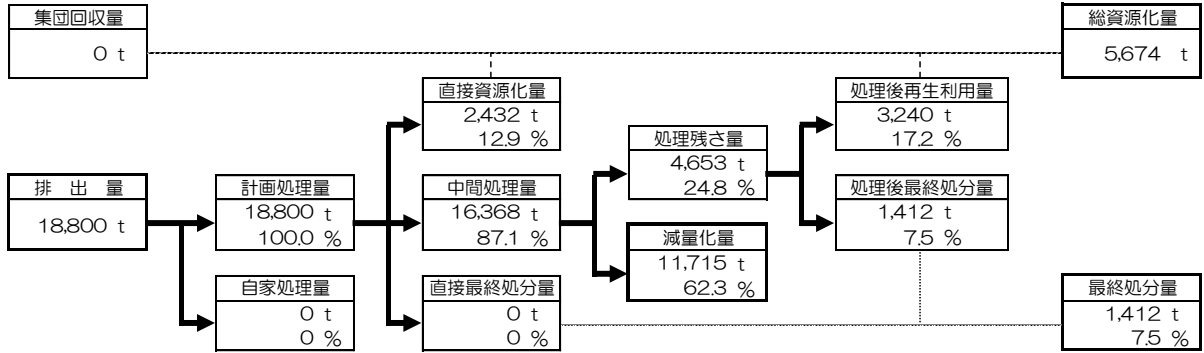 集団回収量
0 t
総資源化量
5,674 t
直接資源化量
2,432 t
12.9 %
処理後再生利用量
3,240 t
17.2 %
処理残さ量
4,653 t
24.8 %
排 出 量
18,800 t
計画処理量
18,800 t
100.0 %
中間処理量
16,368 t
87.1 %
処理後最終処分量
1,412 t
7.5 %
減量化量
11,715 t
62.3 %
自家処理量
0 t
0 %
直接最終処分量
0 t
0 %
最終処分量
1,412 t
7.5 %